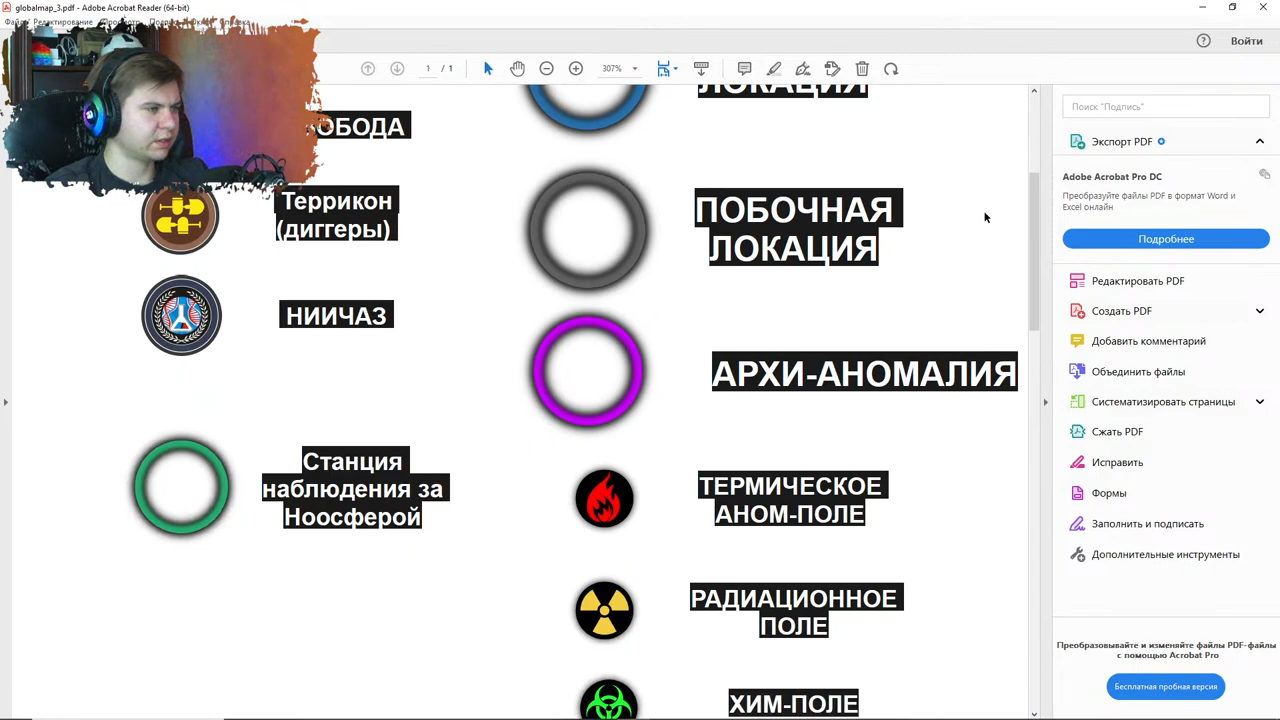 globalmap_3.pdf - Adobe Acrobat Reader (64-bit)
Файл Редактирование
Войти
1 / 1
307%
ЛОКАЦИЯ
ОБОДА
Террикон
(диггеры)
НИИЧАЗ
Станция
наблюдения за
Ноосферой
ПОБОЧНАЯ
ЛОКАЦИЯ
АРХИ-АНОМАЛИЯ
ТЕРМИЧЕСКОЕ
АНОМ-ПОЛЕ
РАДИАЦИОННОЕ
ПОЛЕ
ХИМ-ПОЛЕ
Поиск "Подпись"
Экспорт PDF
Adobe Acrobat Pro DC
Преобразуйте файлы PDF в формат Word и
Excel онлайн
Подробнее
Редактировать PDF
Создать PDF
Добавить комментарий
Объединить файлы
Систематизировать страницы
Сжать PDF
Исправить
Формы
Заполнить и подписать
Дополнительные инструменты
Преобразовывайте и изменяйте файлы PDF-файлы
с помощью Acrobat Pro
Бесплатная пробная версия